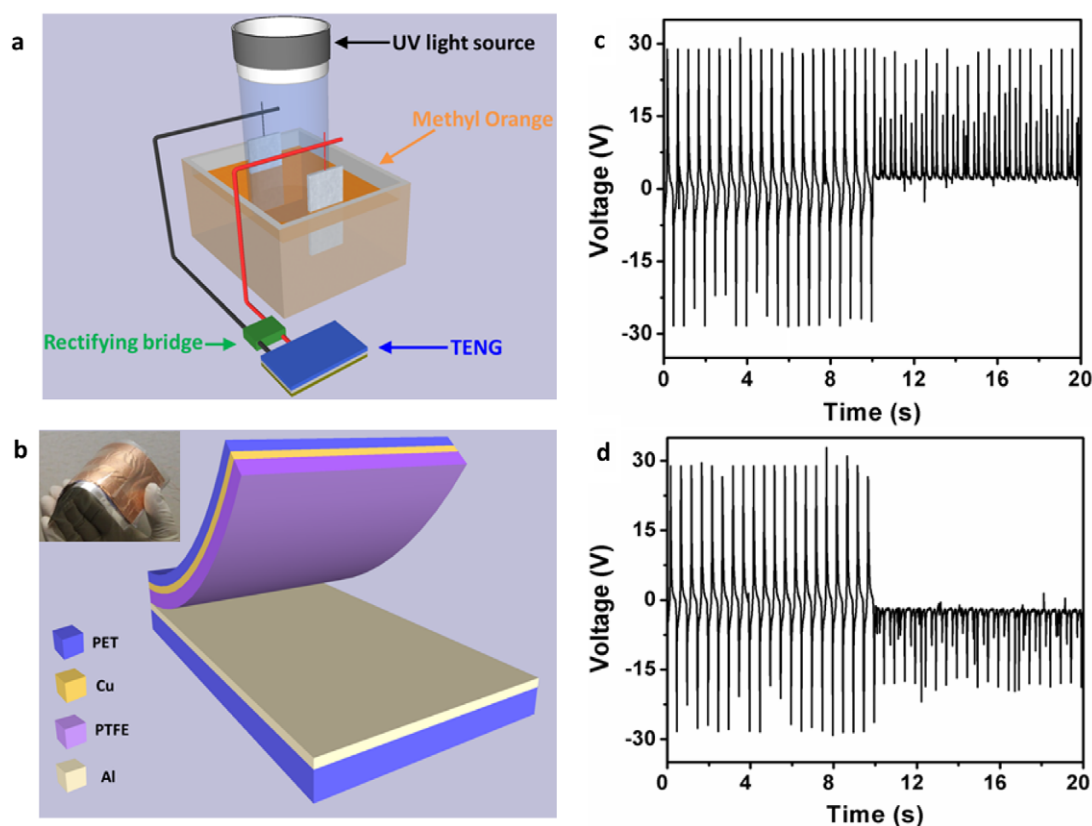 a
UV light source
Methyl Orange
Rectifying bridge
TENG
b
PET
Cu
PTFE
Al
c
Voltage (V)
30
15
0
-15
-30
0 4 8 12 16 20
Time (s)
d
Voltage (V)
30
15
0
-15
-30
0 4 8 12 16 20
Time (s)